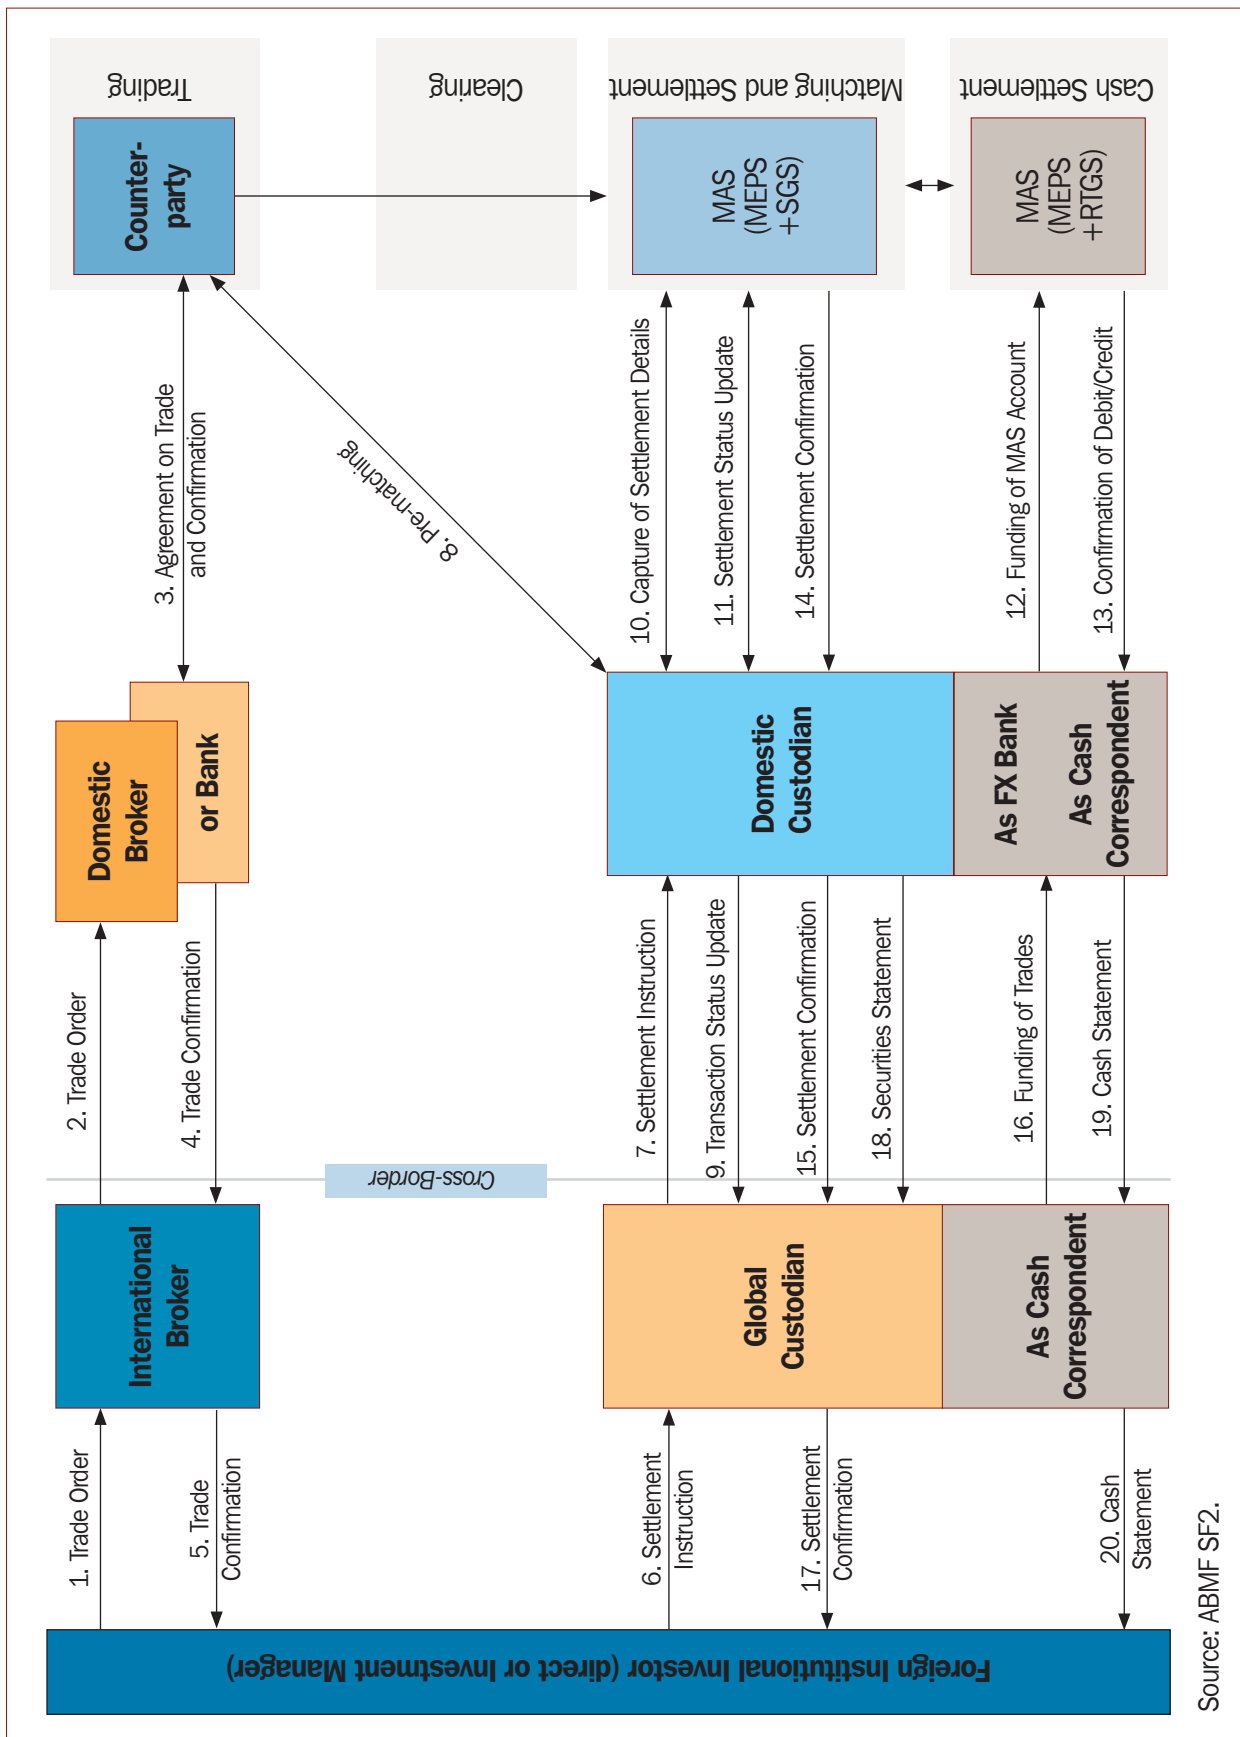 Trading
Clearing
Matching and Settlement
Cash Settlement
Counter-
party
MAS
(MEPS
+SGS)
MAS
(MEPS
+RTGS)
3. Agreement on Trade
and Confirmation
8. Pre-matching
10. Capture of Settlement Details
11. Settlement Status Update
14. Settlement Confirmation
12. Funding of MAS Account
13. Confirmation of Debit/Credit
Domestic
Broker
or Bank
Domestic
Custodian
As FX Bank
As Cash
Correspondent
2. Trade Order
4. Trade Confirmation
7. Settlement Instruction
9. Transaction Status Update
15. Settlement Confirmation
18. Securities Statement
16. Funding of Trades
19. Cash Statement
Cross-Border
International
Broker
Global
Custodian
As Cash
Correspondent
1. Trade Order
5. Trade
Confirmation
6. Settlement
Instruction
17. Settlement
Confirmation
20. Cash
Statement
Foreign Institutional Investor (direct or Investment Manager)
Source: ABMF SF2.